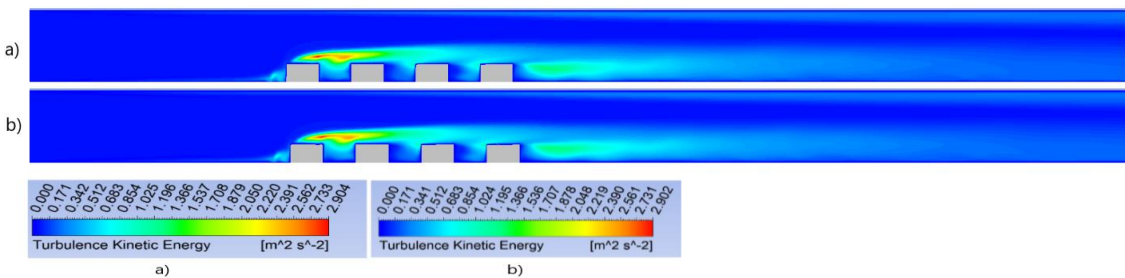 a)
b)
0.000 0.171 0.342 0.512 0.683 0.854 1.025 1.196 1.366 1.537 1.708 1.879 2.050 2.220 2.391 2.562 2.733 2.904
Turbulence Kinetic Energy [m^2 s^-2]
a)
0.000 0.171 0.341 0.512 0.683 0.854 1.024 1.195 1.366 1.536 1.707 1.878 2.048 2.219 2.390 2.561 2.731 2.902
Turbulence Kinetic Energy [m^2 s^-2]
b)